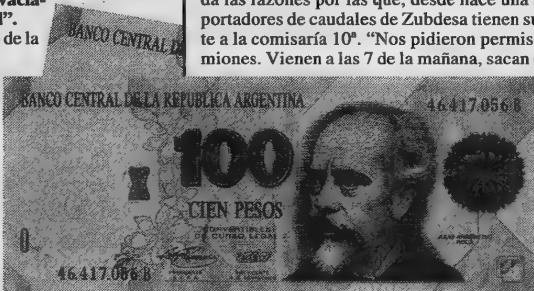 vacia-
l”.
de la
da las razones por las que, desde hace una
portadores de caudales de Zubdesa tienen su
te a la comisaría 10ª. “Nos pidieron permis
miones. Vienen a las 7 de la mañana, sacan
BANCO CENTRAL D
BANCO CENTRAL DE LA REPUBLICA ARGENTINA
46.417.056 B
100
CIEN PESOS
CONVERTIBLES
DE CURSO LEGAL
JULIO ARGENTINO
ROCA
46.417.056 B